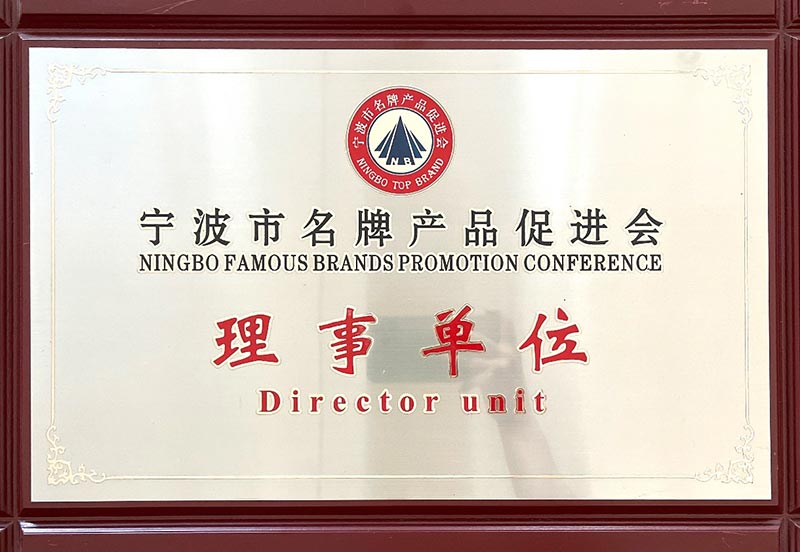 宁波市名牌产品促进会
NB
NINGBO TOP BRAND
宁波市名牌产品促进会
NINGBO FAMOUS BRANDS PROMOTION CONFERENCE
理事单位
Director unit